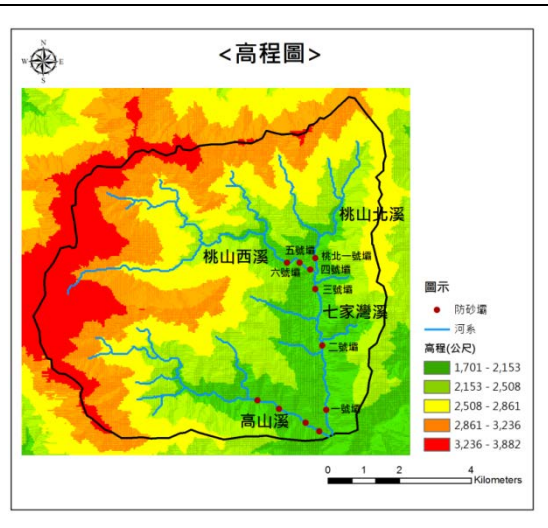 <高程圖>
N
W E
S
桃山北溪
五號壩
桃北一號壩
桃山西溪
四號壩
六號壩
三號壩
七家灣溪
二號壩
一號壩
高山溪
圖示
防砂壩
河系
高程(公尺)
1,701 - 2,153
2,153 - 2,508
2,508 - 2,861
2,861 - 3,236
3,236 - 3,882
0 1 2 4
Kilometers